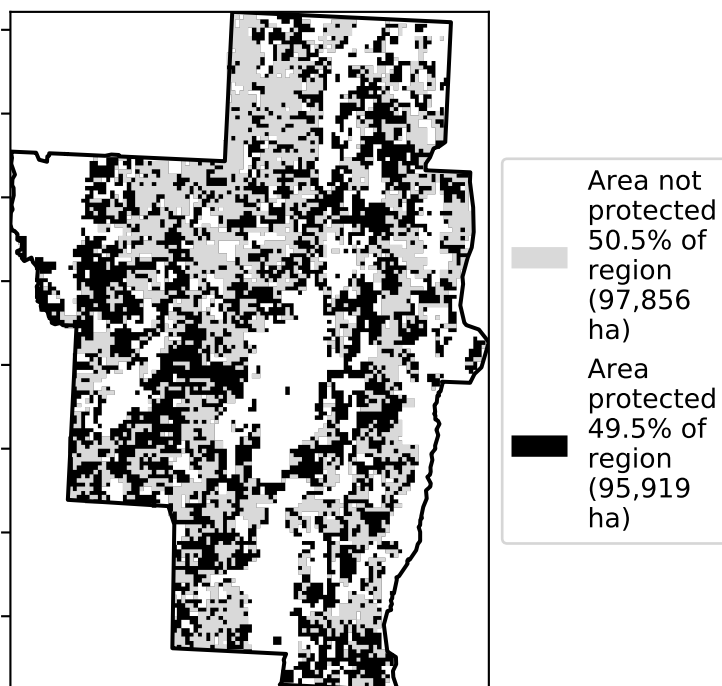 Area not
protected
50.5% of
region
(97,856
ha)
Area
protected
49.5% of
region
(95,919
ha)